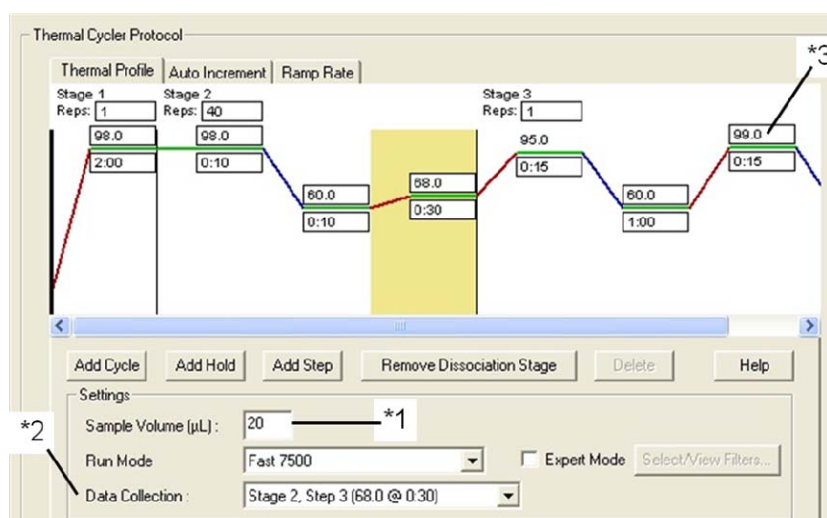 Thermal Cycler Protocol
*3
Thermal Profile Auto Increment Ramp Rate
Stage 1 Stage 2 Stage 3
Reps: 1 Reps: 40 Reps: 1
98.0 98.0 95.0 99.0
2:00 0:10 0:15 0:15
60.0 68.0 60.0
0:10 0:30 1:00
Add Cycle Add Hold Add Step Remove Dissociation Stage Delete Help
Settings
Sample Volume (µL) : 20 *1
*2
Run Mode Fast 7500 Expert Mode Select/View Filters...
Data Collection : Stage 2, Step 3 (68.0 @ 0:30)